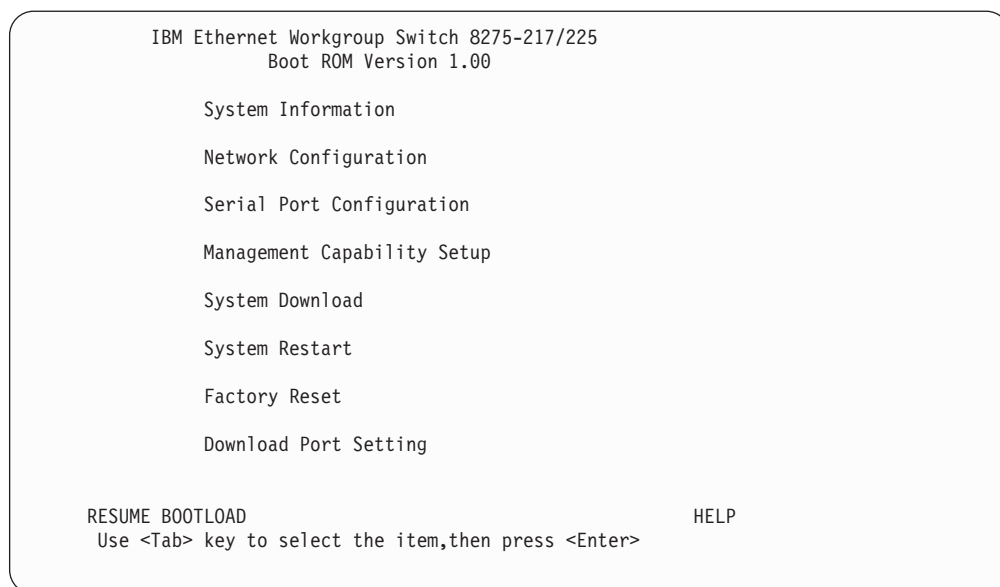 IBM Ethernet Workgroup Switch 8275-217/225
Boot ROM Version 1.00
System Information
Network Configuration
Serial Port Configuration
Management Capability Setup
System Download
System Restart
Factory Reset
Download Port Setting
RESUME BOOTLOAD HELP
Use <Tab> key to select the item,then press <Enter>